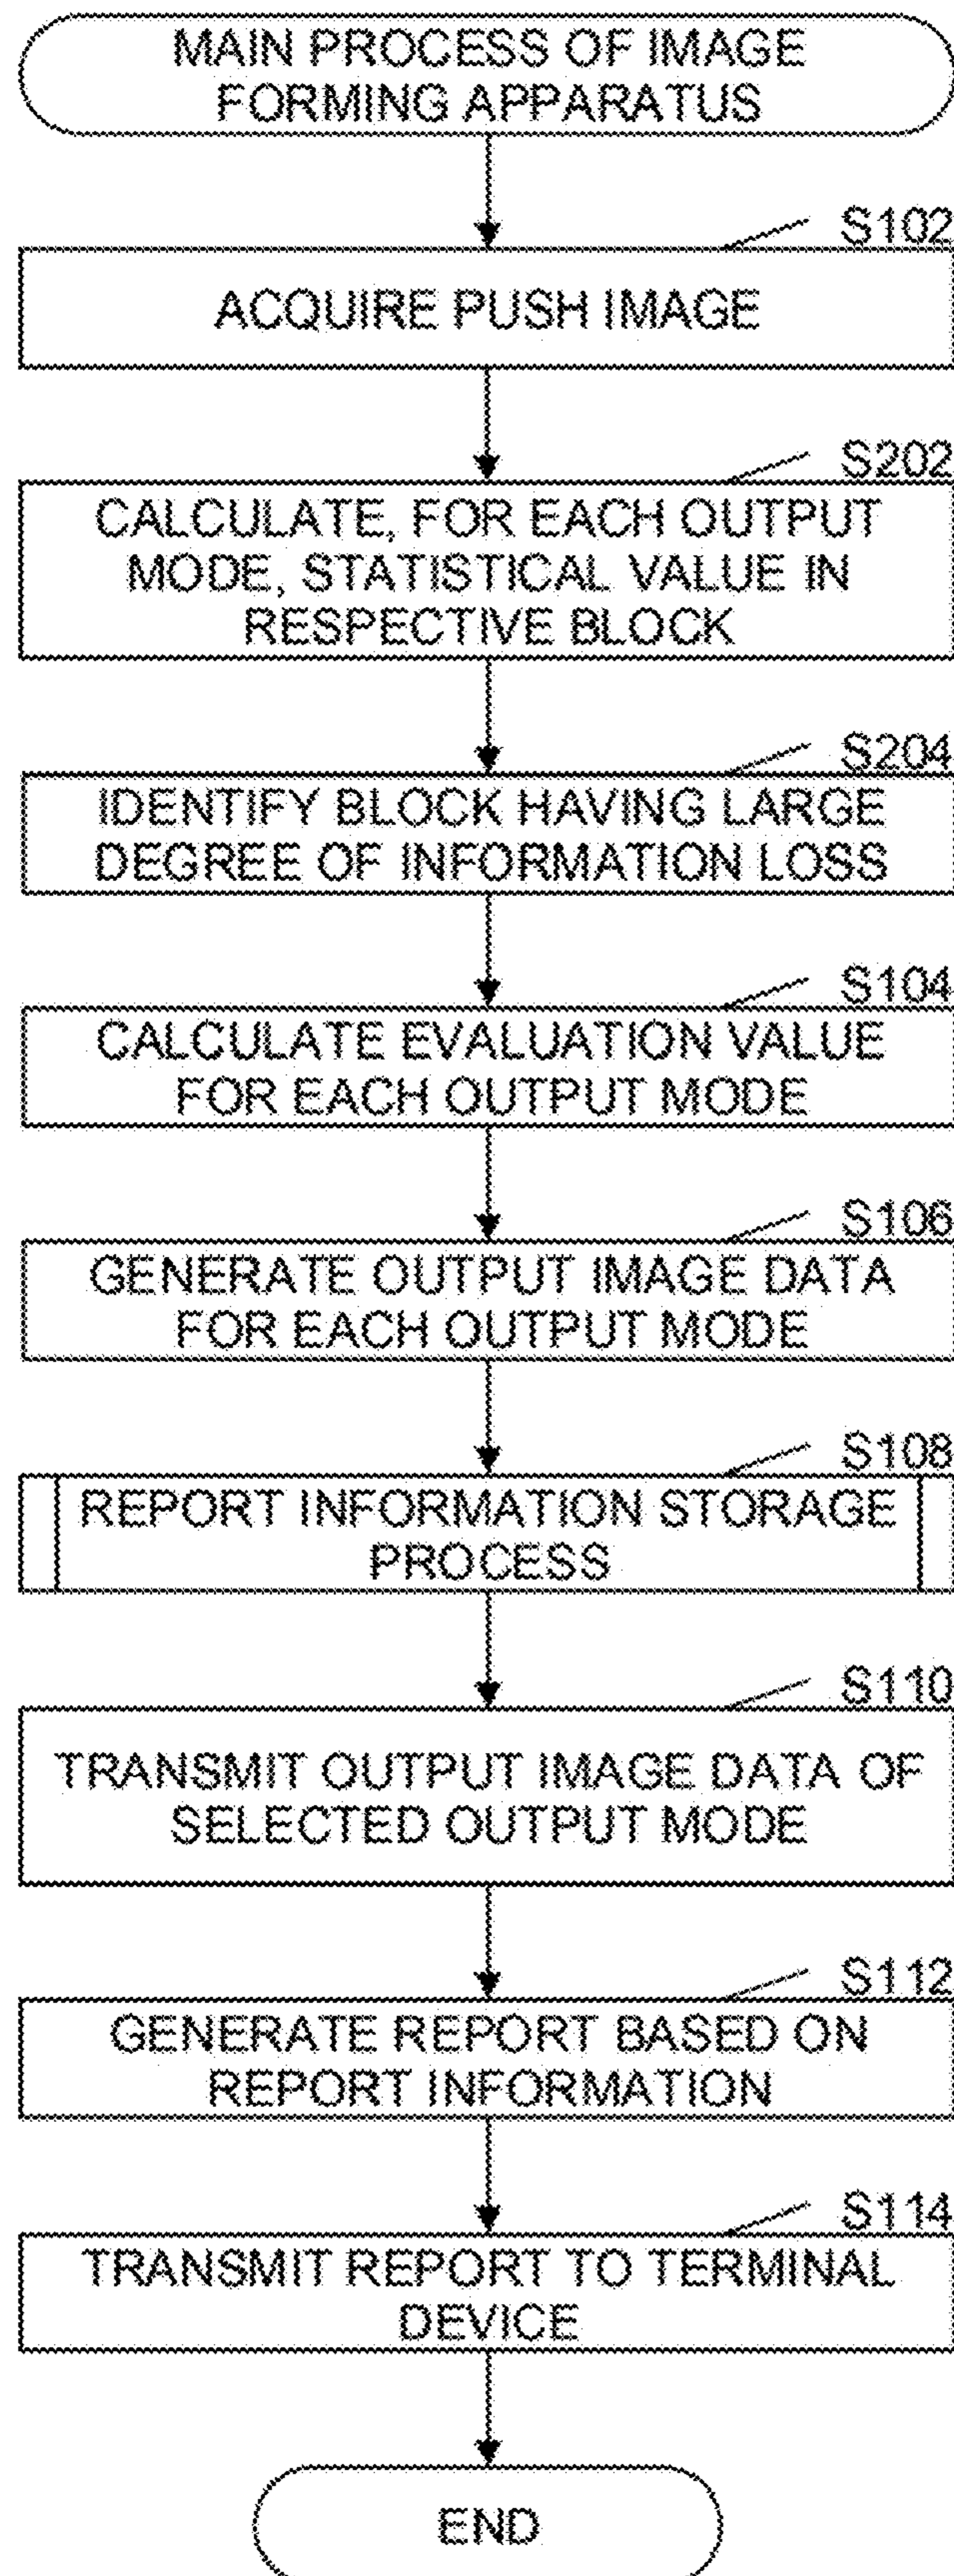 MAIN PROCESS OF IMAGE
FORMING APPARATUS
S102
ACQUIRE PUSH IMAGE
S202
CALCULATE, FOR EACH OUTPUT
MODE, STATISTICAL VALUE IN
RESPECTIVE BLOCK
S204
IDENTIFY BLOCK HAVING LARGE
DEGREE OF INFORMATION LOSS
S104
CALCULATE EVALUATION VALUE
FOR EACH OUTPUT MODE
S106
GENERATE OUTPUT IMAGE DATA
FOR EACH OUTPUT MODE
S108
REPORT INFORMATION STORAGE
PROCESS
S110
TRANSMIT OUTPUT IMAGE DATA OF
SELECTED OUTPUT MODE
S112
GENERATE REPORT BASED ON
REPORT INFORMATION
S114
TRANSMIT REPORT TO TERMINAL
DEVICE
END